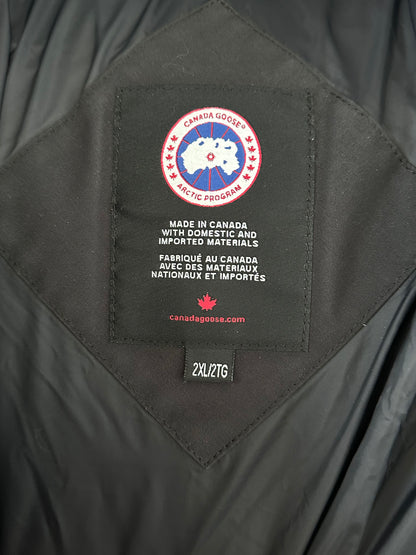 CANADA GOOSE®
ARCTIC PROGRAM
MADE IN CANADA
WITH DOMESTIC AND
IMPORTED MATERIALS
FABRIQUÉ AU CANADA
AVEC DES MATERIAUX
NATIONAUX ET IMPORTÉS
canadagoose.com
2XL/2TG